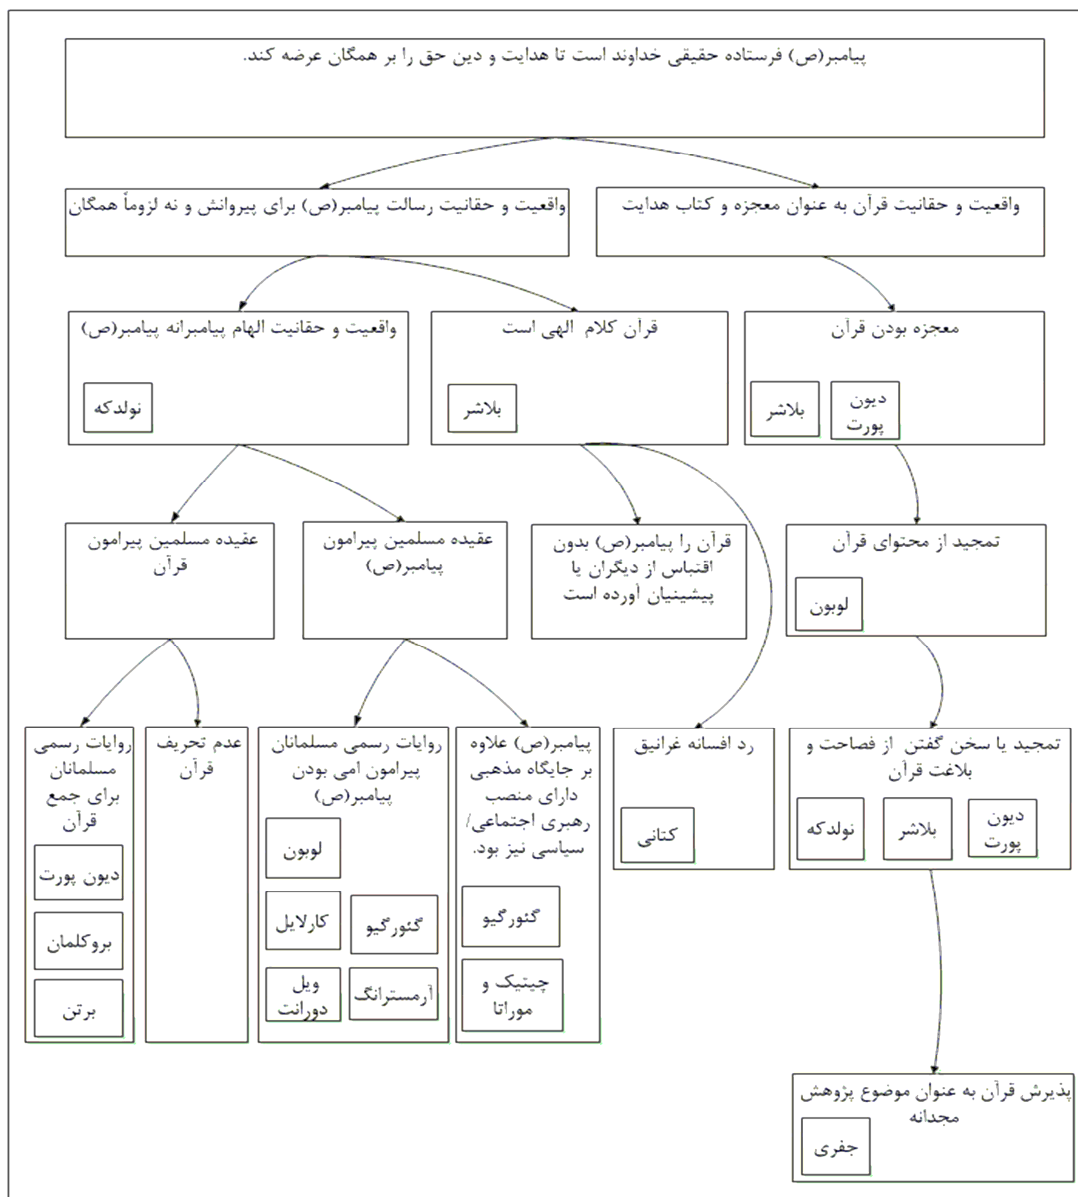 پیامبر(ص) فرستاده حقیقی خداوند است تا هدایت و دین حق را بر همگان عرضه کند.
واقعیت و حقانیت قرآن به عنوان معجزه و کتاب هدایت
واقعیت و حقانیت رسالت پیامبر(ص) برای پیروانش و نه لزوماً همگان
معجزه بودن قرآن
دیون
پورت
بلاشر
قرآن کلام الهی است
بلاشر
واقعیت و حقانیت الهام پیامبرانه پیامبر(ص)
نولدکه
تمجید از محتوای قرآن
لوبون
قرآن را پیامبر(ص) بدون
اقتباس از دیگران یا
پیشینیان آورده است
عقیده مسلمین پیرامون
پیامبر(ص)
عقیده مسلمین پیرامون
قرآن
تمجید یا سخن گفتن از فصاحت و
بلاغت قرآن
دیون
پورت
بلاشر
نولدکه
رد افسانه غرانیق
کتانی
پیامبر(ص) علاوه
بر جایگاه مذهبی
دارای منصب
رهبری اجتماعی/
سیاسی نیز بود.
گئورگیو
چیتیک و
موراتا
روایات رسمی مسلمانان
پیرامون امی بودن
پیامبر(ص)
لوبون
گئورگیو
کارلایل
آرمسترانگ
ویل
دورانت
عدم تحریف
قرآن
روایات رسمی
مسلمانان
برای جمع
قرآن
دیون پورت
بروکلمان
برتن
پذیرش قرآن به عنوان موضوع پژوهش
مجدانه
جفری